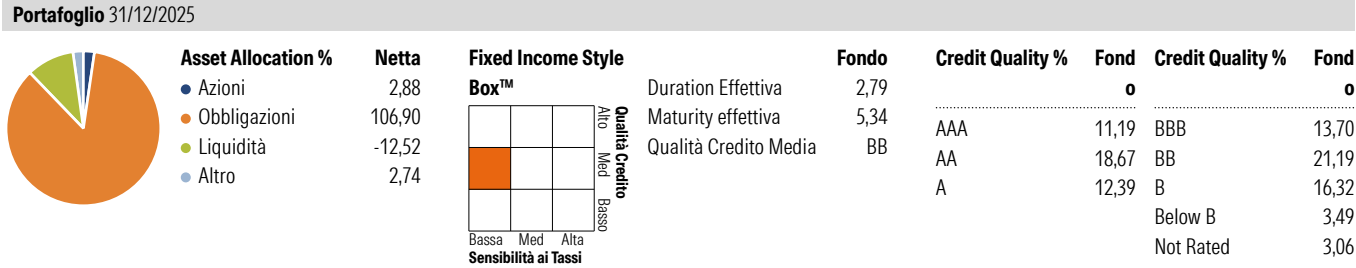 Portafoglio 31/12/2025
Asset Allocation % Netta
Azioni 2,88
Obbligazioni 106,90
Liquidità -12,52
Altro 2,74
Fixed Income Style
Box™
Alto Med Basso
Qualità Credito
Bassa Med Alta
Sensibilità ai Tassi
Fondo
Duration Effettiva 2,79
Maturity effettiva 5,34
Qualità Credito Media BB
Credit Quality % Fond
o
AAA 11,19
AA 18,67
A 12,39
Credit Quality % Fond
o
BBB 13,70
BB 21,19
B 16,32
Below B 3,49
Not Rated 3,06